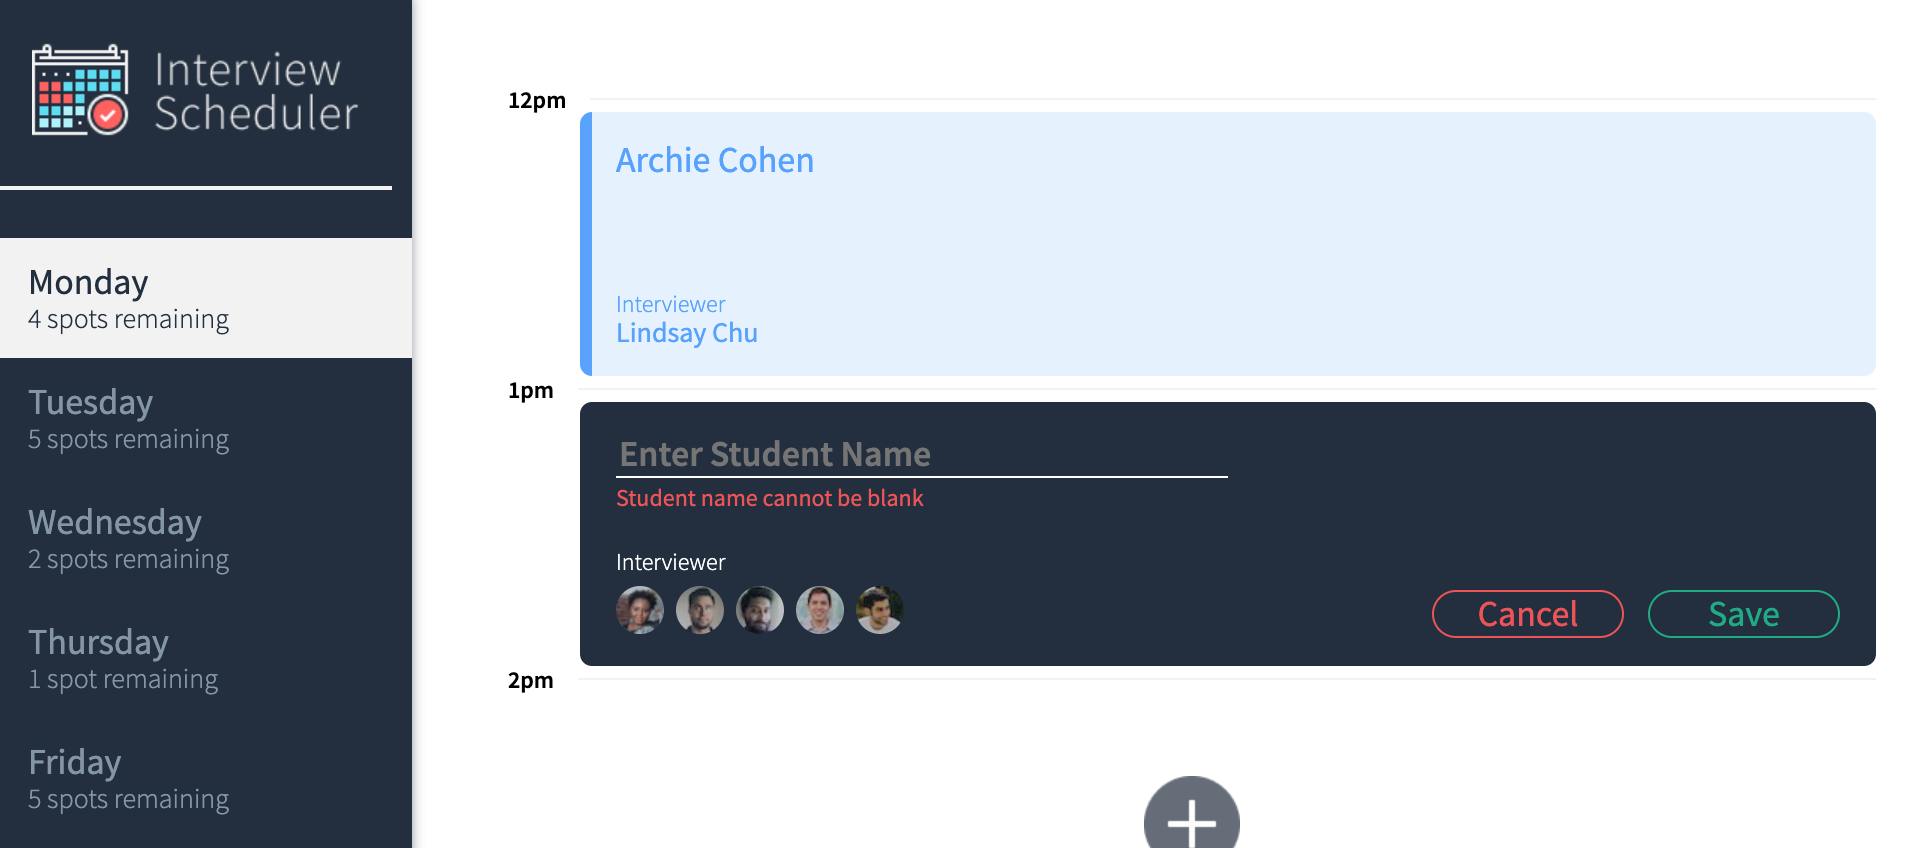 Interview
Scheduler
Monday
4 spots remaining
Tuesday
5 spots remaining
Wednesday
2 spots remaining
Thursday
1 spot remaining
Friday
5 spots remaining
12pm
Archie Cohen
Interviewer
Lindsay Chu
1pm
Enter Student Name
Student name cannot be blank
Interviewer
Cancel
Save
2pm